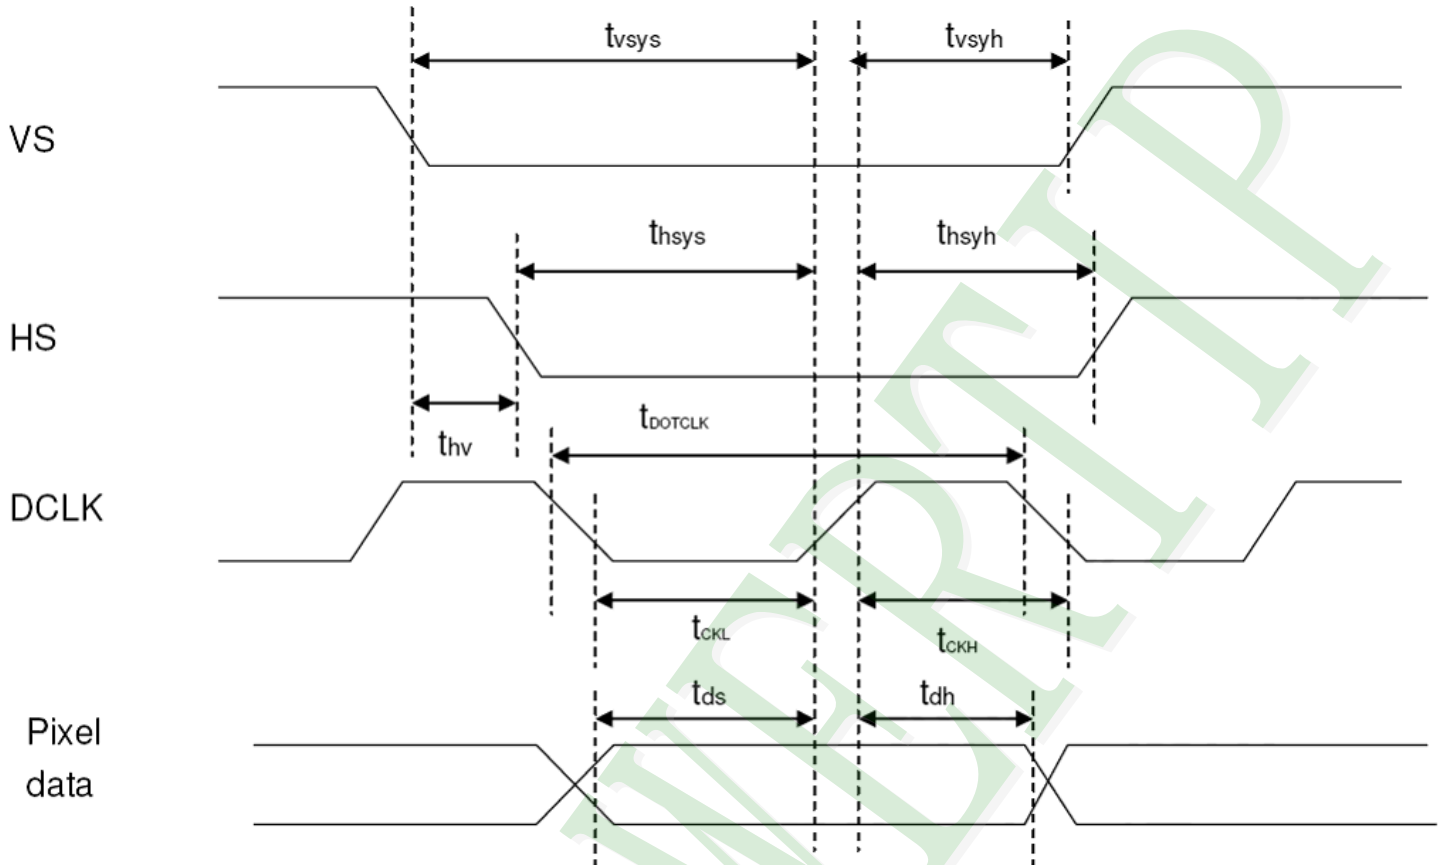 tvsys tvsyh
VS
thsys thsyh
HS
tDOTCLK
thv
DCLK
tCKL tCKH
tds tdh
Pixel
data